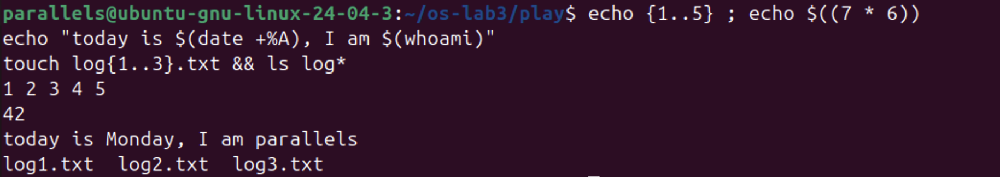 parallels@ubuntu-gnu-linux-24-04-3:~/os-lab3/play$ echo {1..5} ; echo $((7 * 6))
echo "today is $(date +%A), I am $(whoami)"
touch log{1..3}.txt && ls log*
1 2 3 4 5
42
today is Monday, I am parallels
log1.txt  log2.txt  log3.txt